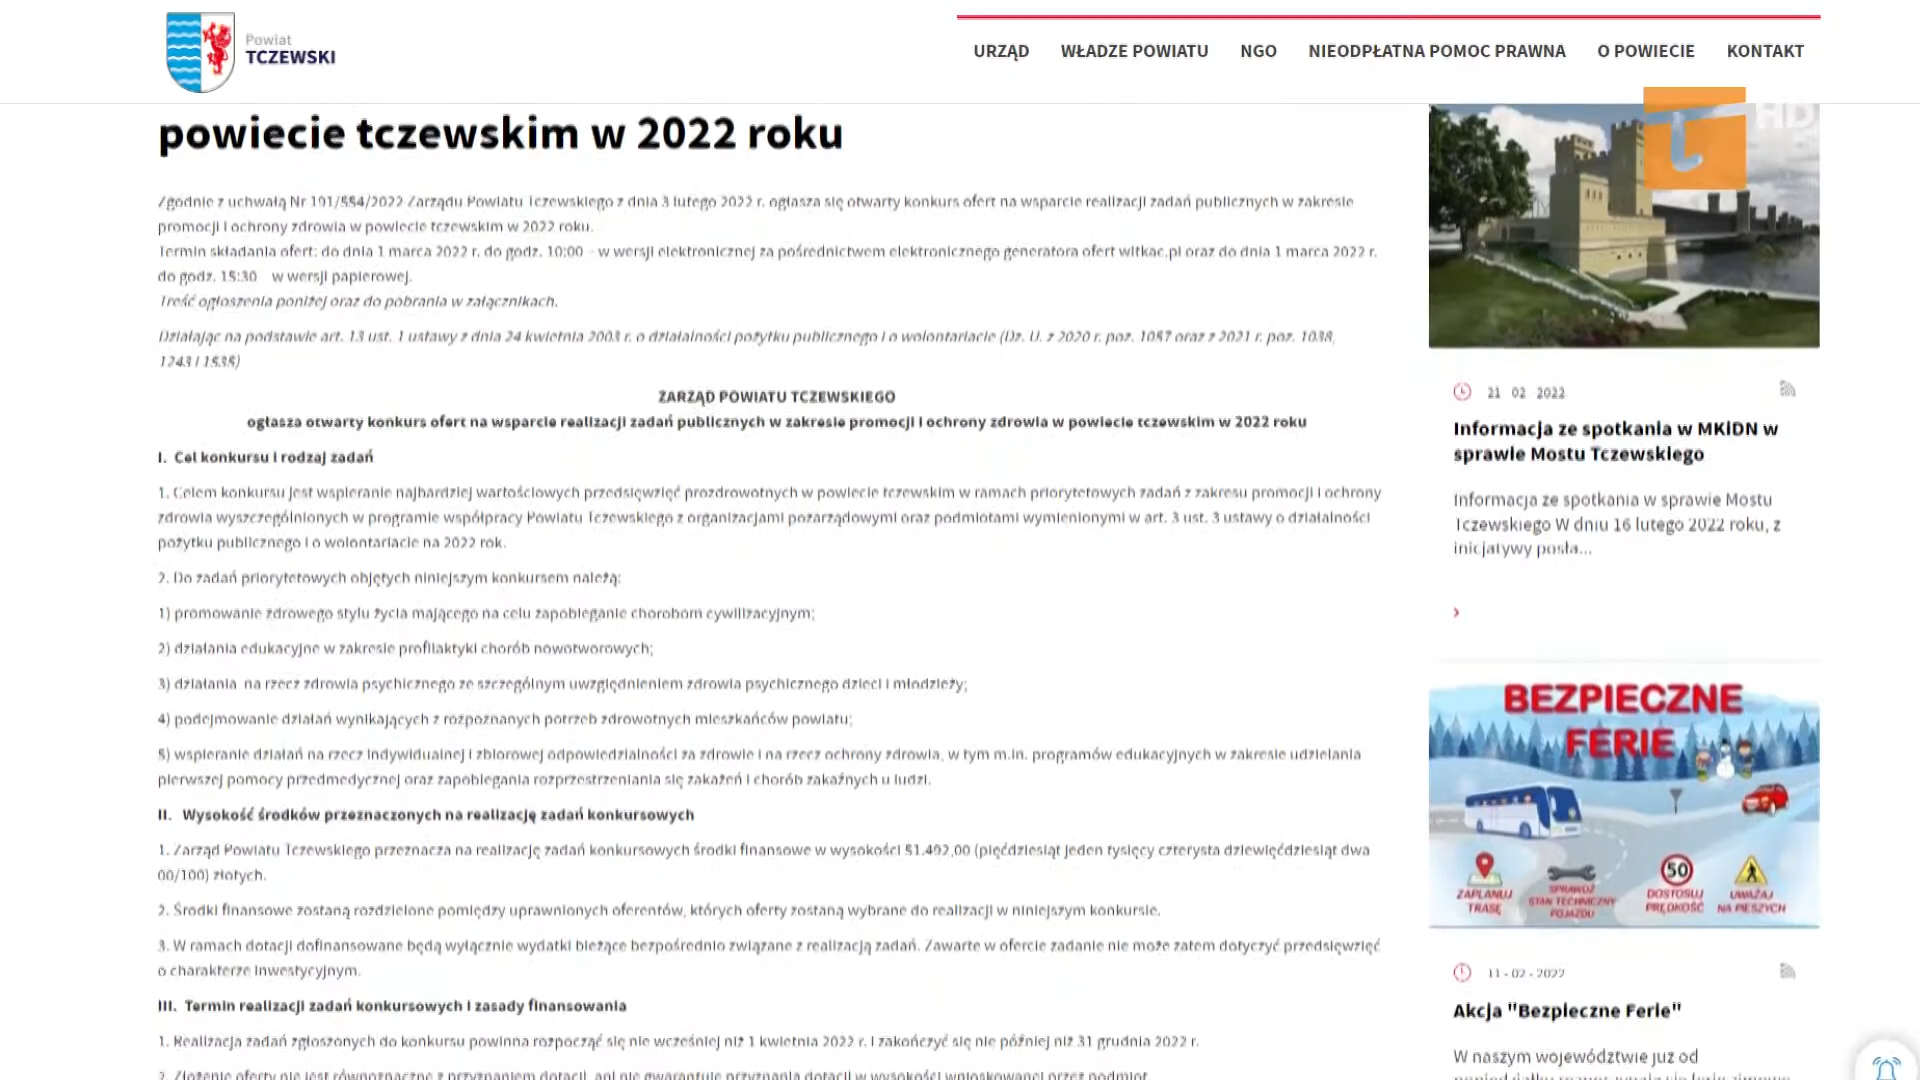 Powiat
TCZEWSKI
URZĄD WŁADZE POWIATU NGO NIEODPŁATNA POMOC PRAWNA O POWIECIE KONTAKT
HD
powiecie tczewskim w 2022 roku
Zgodnie z uchwałą Nr 191/554/2022 Zarządu Powiatu Tczewskiego z dnia 3 lutego 2022 r. ogłasza się otwarty konkurs ofert na wsparcie realizacji zadań publicznych w zakresie
promocji i ochrony zdrowia w powiecie tczewskim w 2022 roku.
Termin składania ofert: do dnia 1 marca 2022 r. do godz. 10:00 - w wersji elektronicznej za pośrednictwem elektronicznego generatora ofert witkac.pl oraz do dnia 1 marca 2022 r.
do godz. 15:30 w wersji papierowej.
Treść ogłoszenia poniżej oraz do pobrania w załącznikach.
Działając na podstawie art. 13 ust. 1 ustawy z dnia 24 kwietnia 2003 r. o działalności pożytku publicznego i o wolontariacie (Dz. U. z 2020 r. poz. 1057 oraz z 2021 r. poz. 1038,
1243 i 1535)
ZARZĄD POWIATU TCZEWSKIEGO
ogłasza otwarty konkurs ofert na wsparcie realizacji zadań publicznych w zakresie promocji i ochrony zdrowia w powiecie tczewskim w 2022 roku
I. Cel konkursu i rodzaj zadań
1. Celem konkursu jest wspieranie najbardziej wartościowych przedsięwzięć prozdrowotnych w powiecie tczewskim w ramach priorytetowych zadań z zakresu promocji i ochrony
zdrowia wyszczególnionych w programie współpracy Powiatu Tczewskiego z organizacjami pozarządowymi oraz podmiotami wymienionymi w art. 3 ust. 3 ustawy o działalności
pożytku publicznego i o wolontariacie na 2022 rok.
2. Do zadań priorytetowych objętych niniejszym konkursem należą:
1) promowanie zdrowego stylu życia mającego na celu zapobieganie chorobom cywilizacyjnym;
2) działania edukacyjne w zakresie profilaktyki chorób nowotworowych;
3) działania na rzecz zdrowia psychicznego ze szczególnym uwzględnieniem zdrowia psychicznego dzieci i młodzieży;
4) podejmowanie działań wynikających z rozpoznanych potrzeb zdrowotnych mieszkańców powiatu;
5) wspieranie działań na rzecz indywidualnej i zbiorowej odpowiedzialności za zdrowie i na rzecz ochrony zdrowia, w tym m.in. programów edukacyjnych w zakresie udzielania
pierwszej pomocy przedmedycznej oraz zapobiegania rozprzestrzeniania się zakażeń i chorób zakaźnych u ludzi.
II. Wysokość środków przeznaczonych na realizację zadań konkursowych
1. Zarząd Powiatu Tczewskiego przeznacza na realizację zadań konkursowych środki finansowe w wysokości 51.492,00 (pięćdziesiąt jeden tysięcy czterysta dziewięćdziesiąt dwa
00/100) złotych.
2. Środki finansowe zostaną rozdzielone pomiędzy uprawnionych oferentów, których oferty zostaną wybrane do realizacji w niniejszym konkursie.
3. W ramach dotacji dofinansowane będą wyłącznie wydatki bieżące bezpośrednio związane z realizacją zadań. Zawarte w ofercie zadanie nie może zatem dotyczyć przedsięwzięć
o charakterze inwestycyjnym.
III. Termin realizacji zadań konkursowych i zasady finansowania
1. Realizacja zadań zgłoszonych do konkursu powinna rozpocząć się nie wcześniej niż 1 kwietnia 2022 r. i zakończyć się nie później niż 31 grudnia 2022 r.
2. Złożenie oferty nie jest równoznaczne z przyznaniem dotacji, ani nie gwarantuje przyznania dotacji w wysokości wnioskowanej przez podmiot.
21 02 2022
Informacja ze spotkania w MKiDN w
sprawie Mostu Tczewskiego
Informacja ze spotkania w sprawie Mostu
Tczewskiego W dniu 16 lutego 2022 roku, z
inicjatywy posła...
BEZPIECZNE
FERIE
ZAPLANUJ
TRASĘ
SPRAWDŹ
STAN TECHNICZNY
POJAZDU
50
DOSTOSUJ
PRĘDKOŚĆ
UWAŻAJ
NA PIESZYCH
11-02-2022
Akcja "Bezpieczne Ferie"
W naszym województwie już od